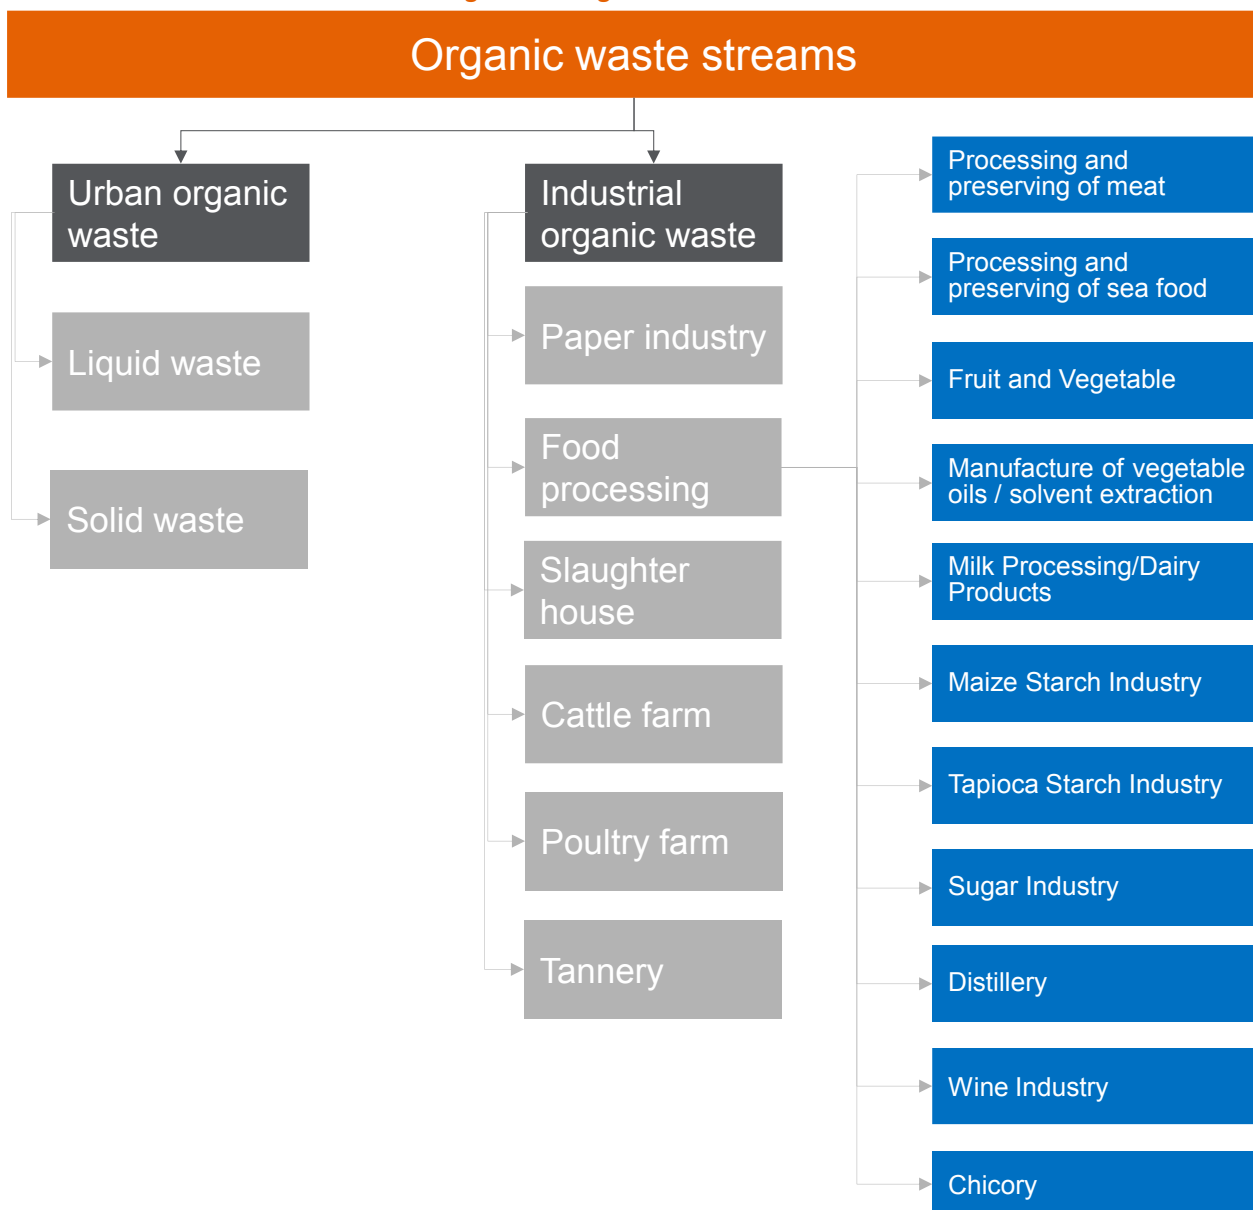 Organic waste streams
Urban organic
waste
Liquid waste
Solid waste
Industrial
organic waste
Paper industry
Food
processing
Slaughter
house
Cattle farm
Poultry farm
Tannery
Processing and
preserving of meat
Processing and
preserving of sea food
Fruit and Vegetable
Manufacture of vegetable
oils / solvent extraction
Milk Processing/Dairy
Products
Maize Starch Industry
Tapioca Starch Industry
Sugar Industry
Distillery
Wine Industry
Chicory